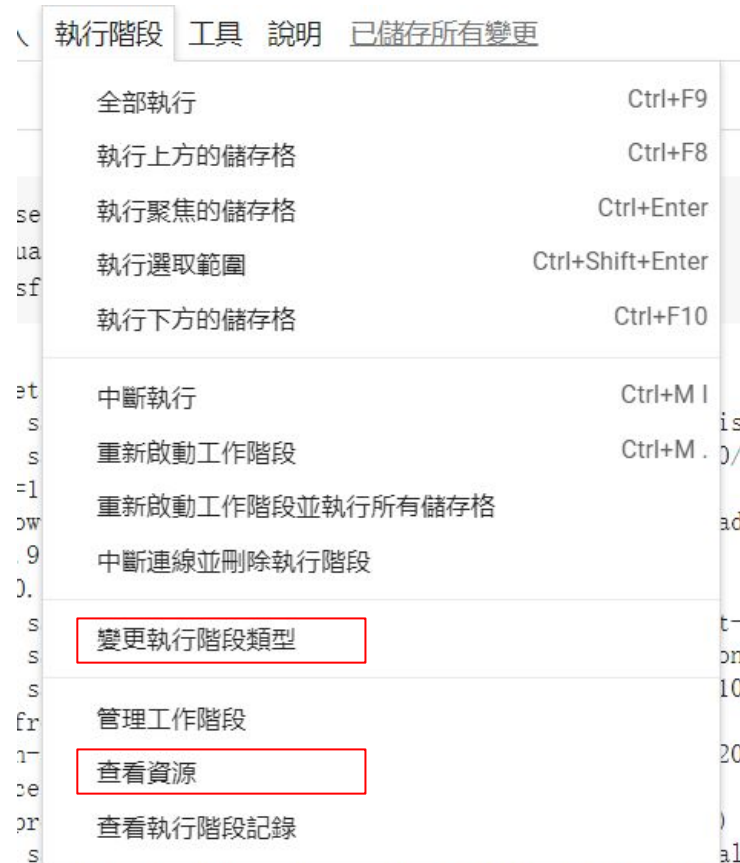 執行階段 工具 說明 已儲存所有變更
全部執行 Ctrl+F9
執行上方的儲存格 Ctrl+F8
執行聚焦的儲存格 Ctrl+Enter
執行選取範圍 Ctrl+Shift+Enter
執行下方的儲存格 Ctrl+F10
中斷執行 Ctrl+M I
重新啟動工作階段 Ctrl+M .
重新啟動工作階段並執行所有儲存格
中斷連線並刪除執行階段
變更執行階段類型
管理工作階段
查看資源
查看執行階段記錄